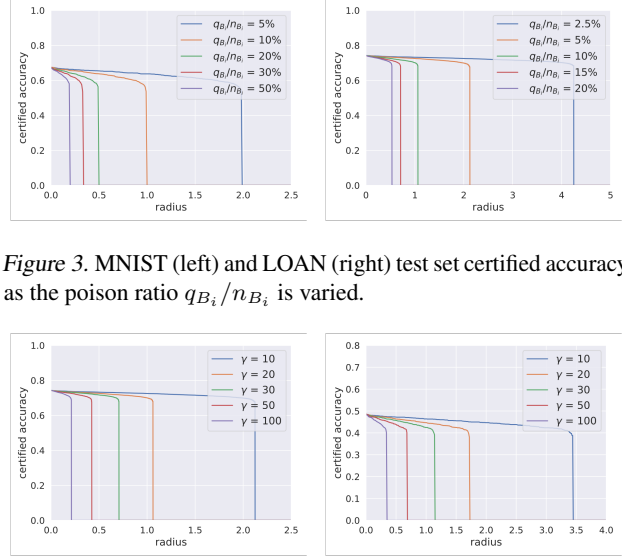 1.0
0.8
0.6
0.4
0.2
0.0
certified accuracy
q_{B_i}/n_{B_i} = 5%
q_{B_i}/n_{B_i} = 10%
q_{B_i}/n_{B_i} = 20%
q_{B_i}/n_{B_i} = 30%
q_{B_i}/n_{B_i} = 50%
0.0 0.5 1.0 1.5 2.0 2.5
radius
1.0
0.8
0.6
0.4
0.2
0.0
certified accuracy
q_{B_i}/n_{B_i} = 2.5%
q_{B_i}/n_{B_i} = 5%
q_{B_i}/n_{B_i} = 10%
q_{B_i}/n_{B_i} = 15%
q_{B_i}/n_{B_i} = 20%
0 1 2 3 4 5
radius
Figure 3. MNIST (left) and LOAN (right) test set certified accuracy
as the poison ratio q_{B_i}/n_{B_i} is varied.
1.0
0.8
0.6
0.4
0.2
0.0
certified accuracy
γ = 10
γ = 20
γ = 30
γ = 50
γ = 100
0.0 0.5 1.0 1.5 2.0
radius
0.8
0.7
0.6
0.5
0.4
0.3
0.2
0.1
0.0
certified accuracy
γ = 10
γ = 20
γ = 30
γ = 50
γ = 100
0.0 0.5 1.0 1.5 2.0 2.5 3.0 3.5 4.0
radius